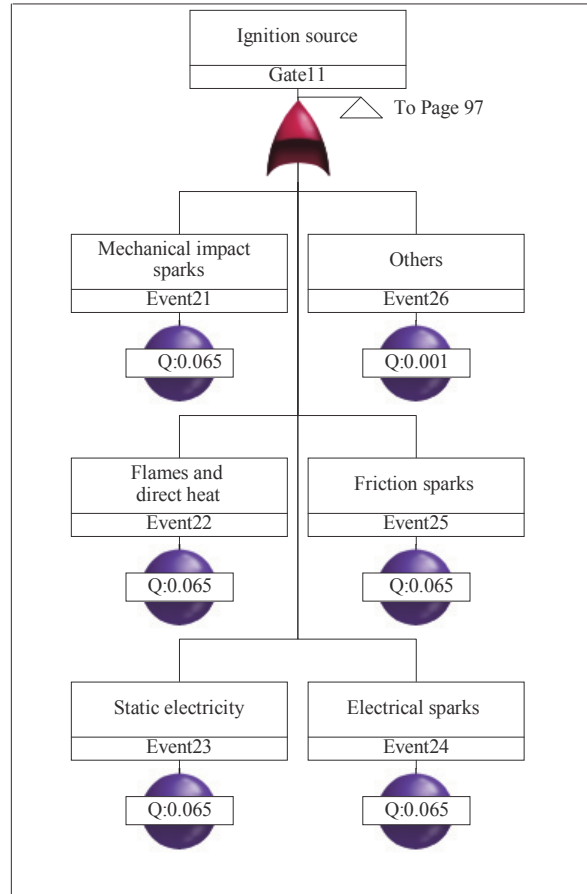 Ignition source
Gate11
To Page 97
Mechanical impact
sparks
Event21
Q:0.065
Others
Event26
Q:0.001
Flames and
direct heat
Event22
Q:0.065
Friction sparks
Event25
Q:0.065
Static electricity
Event23
Q:0.065
Electrical sparks
Event24
Q:0.065